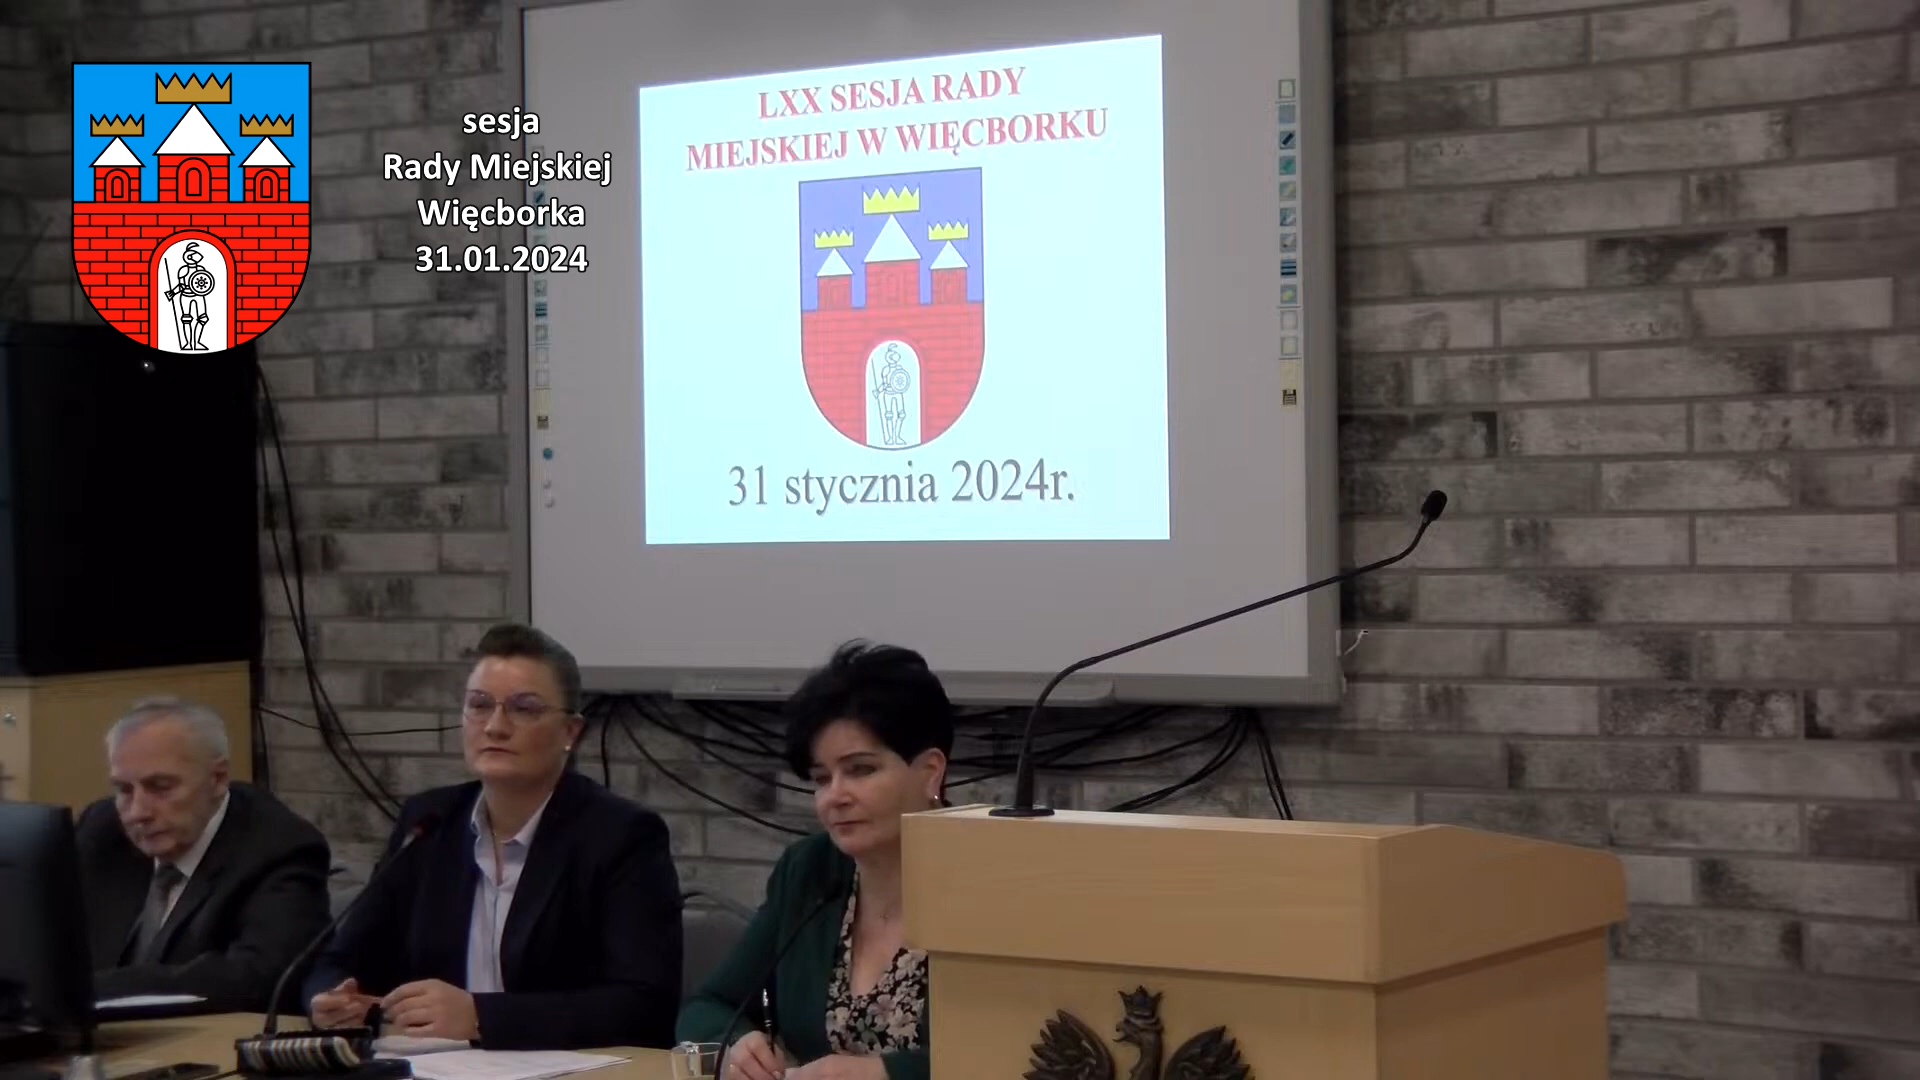 sesja
Rady Miejskiej
Więcborka
31.01.2024
LXX SESJA RADY
MIEJSKIEJ W WIĘCBORKU
31 stycznia 2024r.